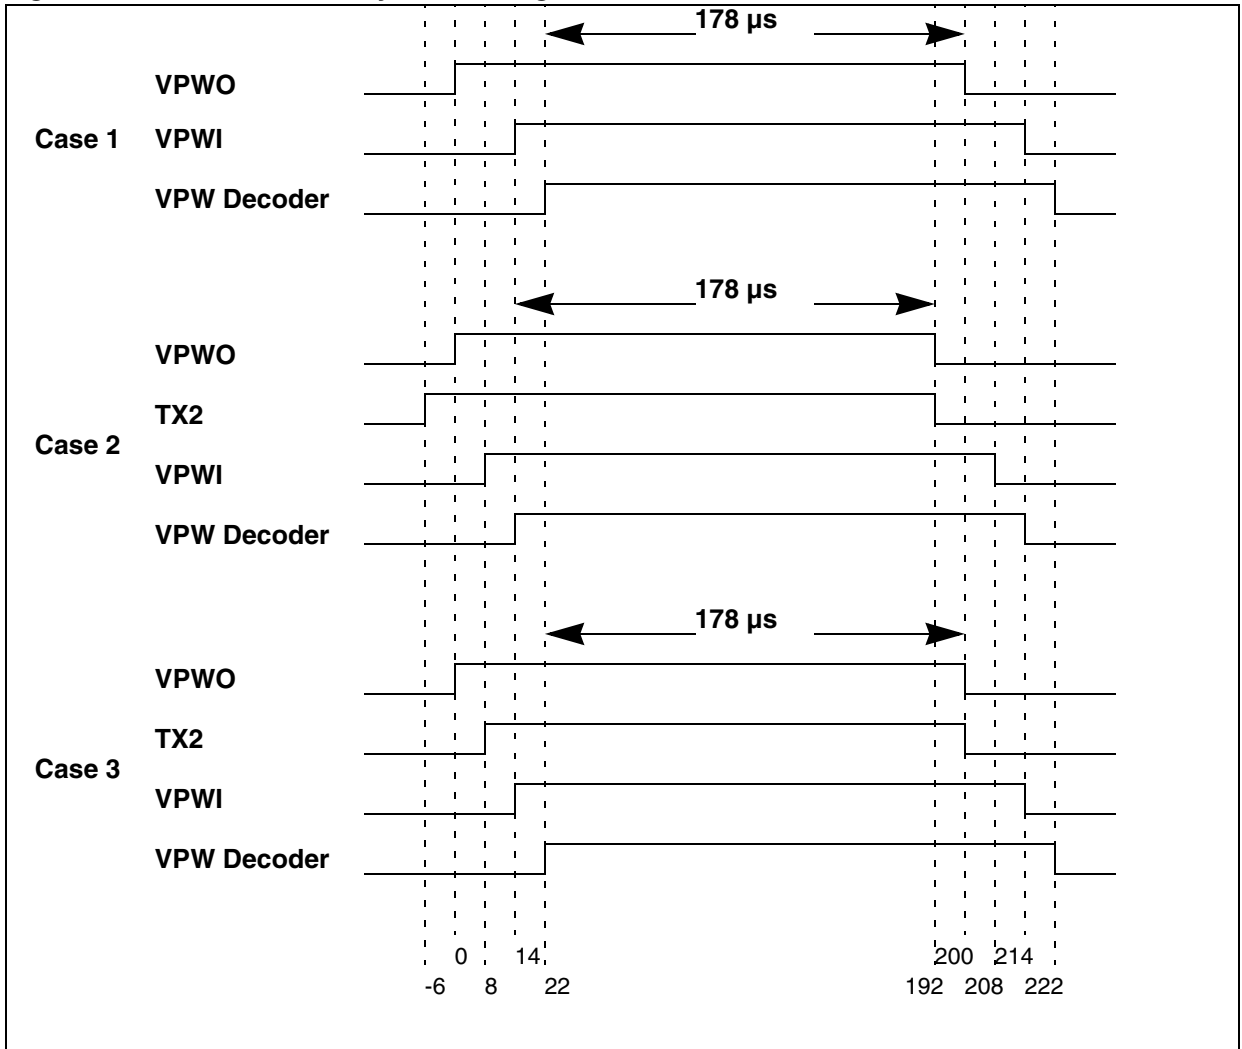 178 µs
VPWO
Case 1 VPWI
VPW Decoder
178 µs
VPWO
TX2
Case 2
VPWI
VPW Decoder
178 µs
VPWO
TX2
Case 3
VPWI
VPW Decoder
0 14 200 214
-6 8 22 192 208 222